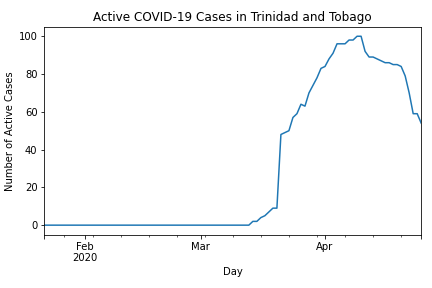 Active COVID-19 Cases in Trinidad and Tobago
Number of Active Cases
100
80
60
40
20
0
Feb
2020
Mar
Apr
Day